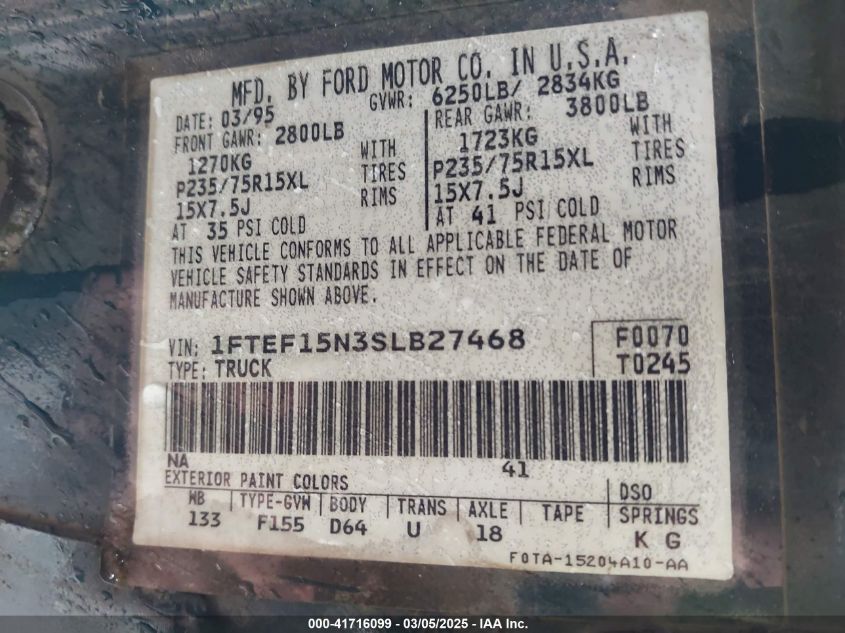 MFD. BY FORD MOTOR CO. IN U.S.A.
DATE: 03/95 GVWR: 6250LB/ 2834KG
FRONT GAWR: 2800LB REAR GAWR: 3800LB
1270KG WITH 1723KG WITH
P235/75R15XL TIRES P235/75R15XL TIRES
15X7.5J RIMS 15X7.5J RIMS
AT 35 PSI COLD AT 41 PSI COLD
THIS VEHICLE CONFORMS TO ALL APPLICABLE FEDERAL MOTOR
VEHICLE SAFETY STANDARDS IN EFFECT ON THE DATE OF
MANUFACTURE SHOWN ABOVE.
VIN: 1FTEF15N3SLB27468 F0070
TYPE: TRUCK T0245
NA 41
EXTERIOR PAINT COLORS DSO
WB TYPE-GVW BODY TRANS AXLE TAPE SPRINGS
133 F155 D64 U 18 K G
F0TA-15204A10-AA
000-41716099 - 03/05/2025 - IAA Inc.